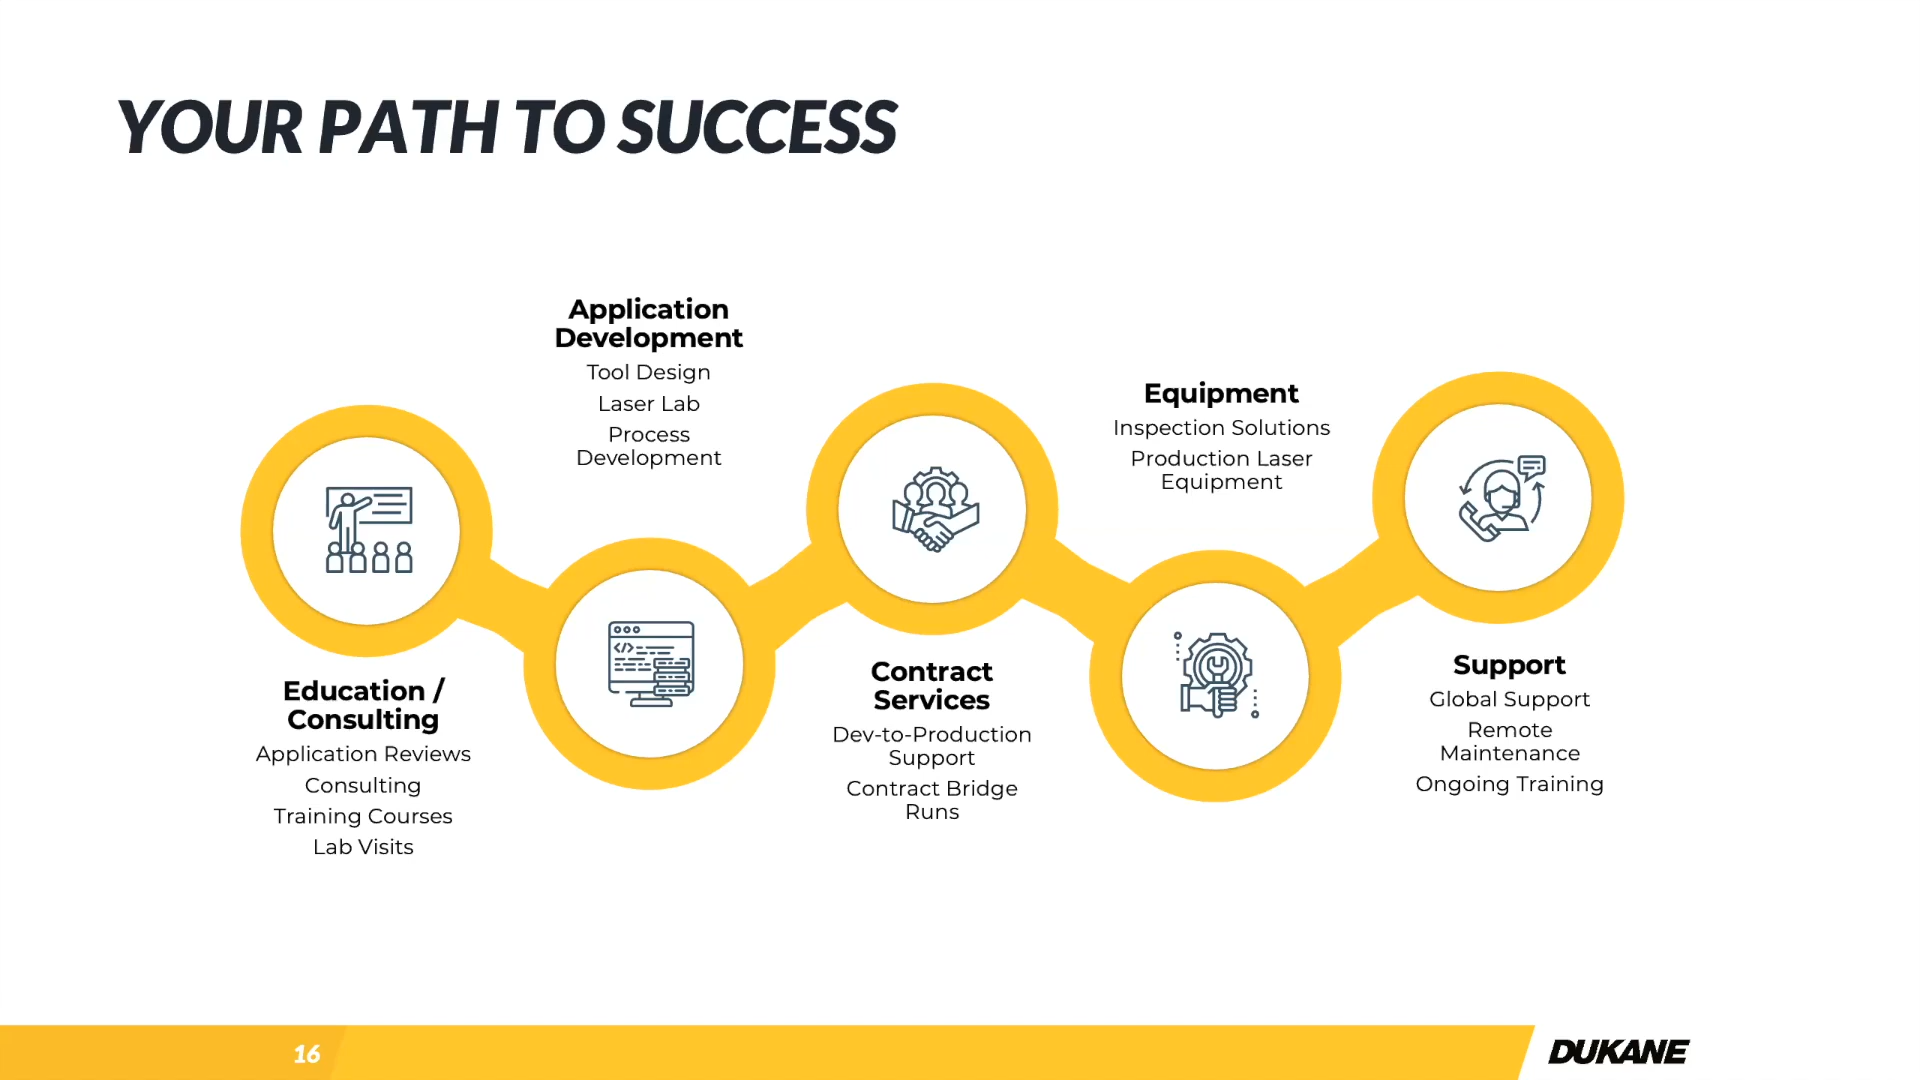 YOUR PATH TO SUCCESS
Education /
Consulting
Application Reviews
Consulting
Training Courses
Lab Visits
Application
Development
Tool Design
Laser Lab
Process
Development
Contract
Services
Dev-to-Production
Support
Contract Bridge
Runs
Equipment
Inspection Solutions
Production Laser
Equipment
Support
Global Support
Remote
Maintenance
Ongoing Training
16
DUKANE